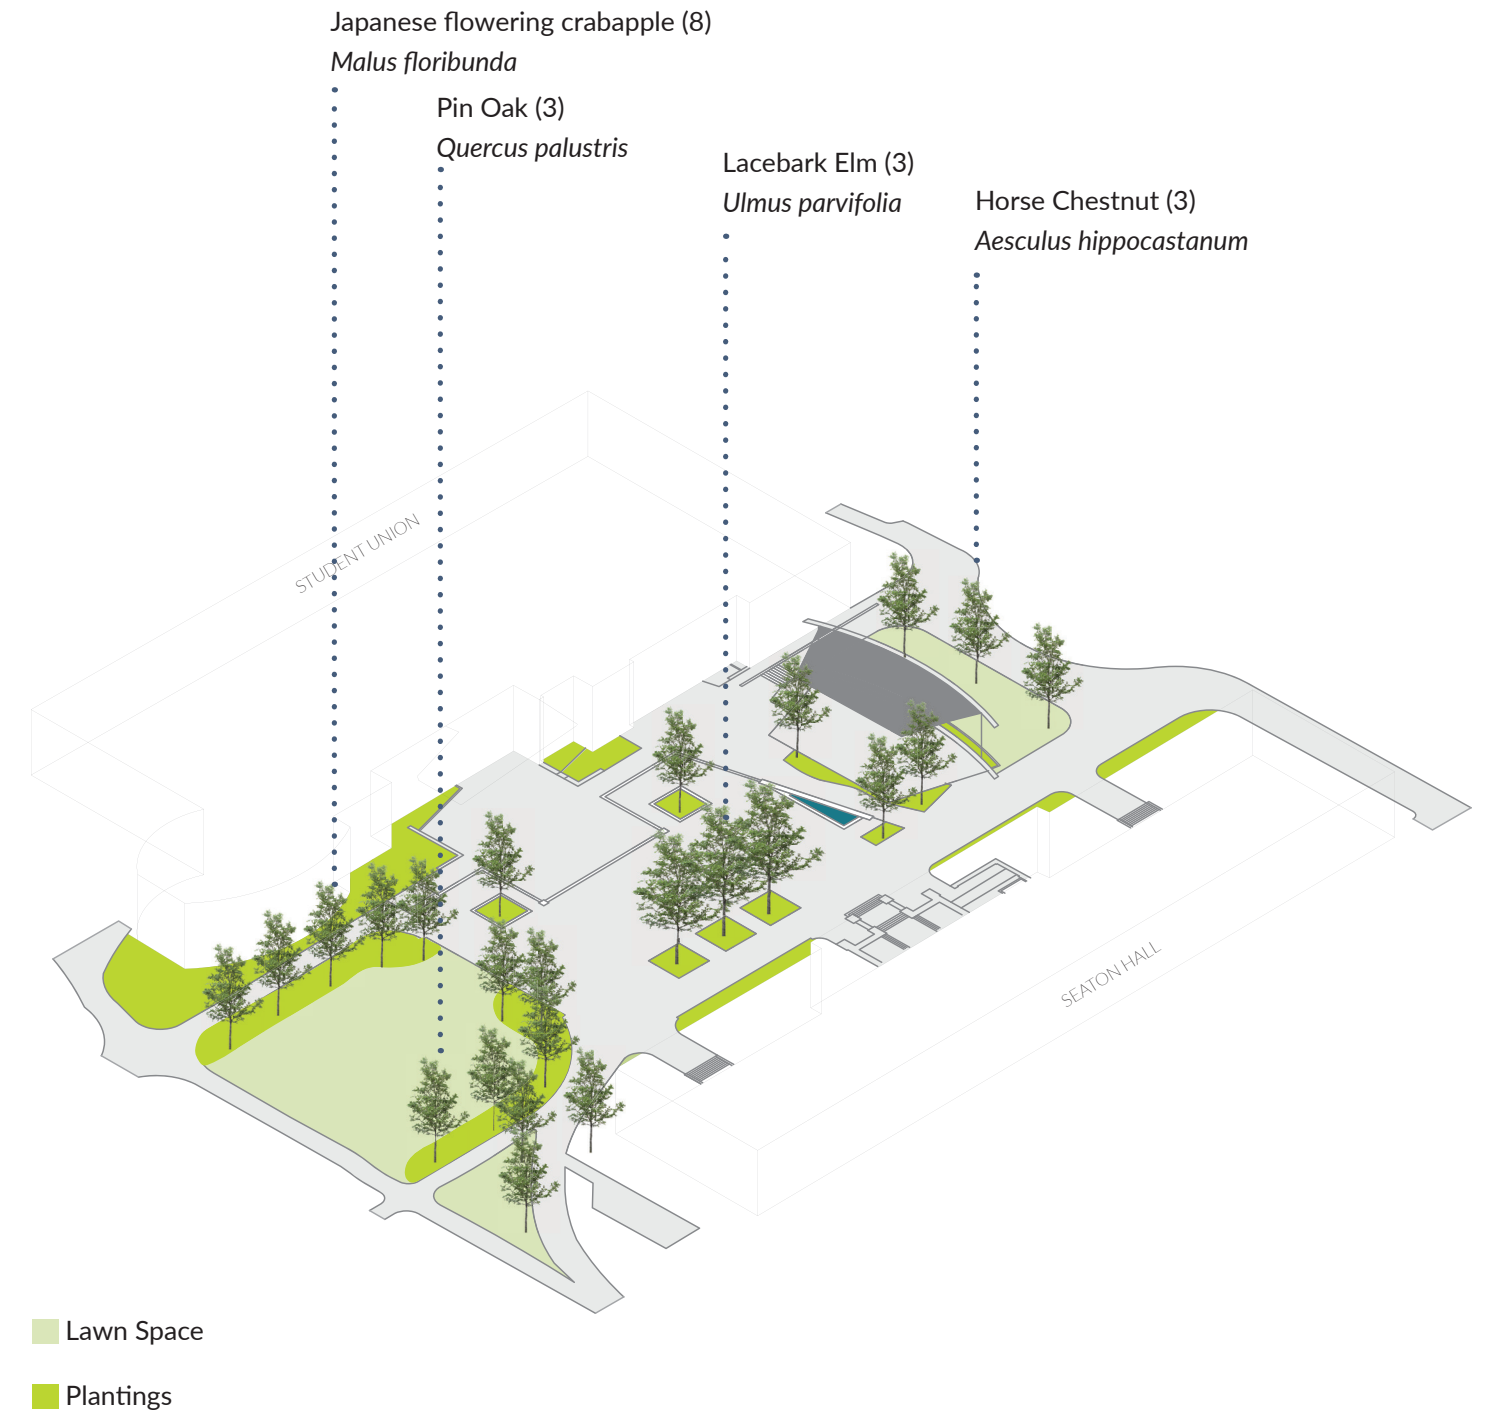 Japanese flowering crabapple (8)
Malus floribunda
Pin Oak (3)
Quercus palustris
Lacebark Elm (3)
Ulmus parvifolia
Horse Chestnut (3)
Aesculus hippocastanum
STUDENT UNION
SEATON HALL
Lawn Space
Plantings